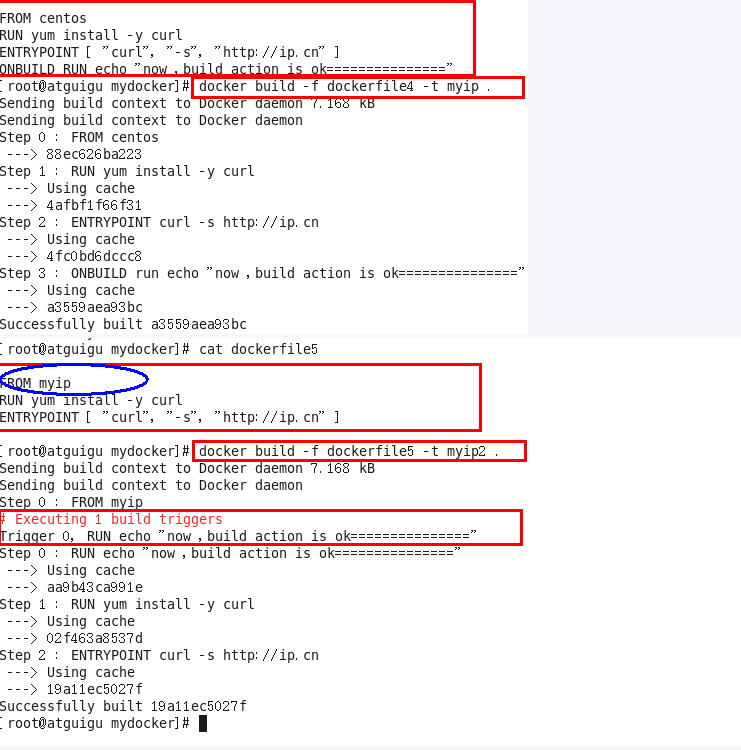 FROM centos
RUN yum install -y curl
ENTRYPOINT [ "curl", "-s", "http://ip.cn" ]
ONBUILD RUN echo "now , build action is ok==============="
[ root@atguigu mydocker]# docker build -f dockerfile4 -t myip .
Sending build context to Docker daemon 7.168 kB
Sending build context to Docker daemon
Step 0 : FROM centos
---> 88ec626ba223
Step 1 : RUN yum install -y curl
---> Using cache
---> 4afbf1f66f31
Step 2 : ENTRYPOINT curl -s http://ip.cn
---> Using cache
---> 4fc0bd6dccc8
Step 3 : ONBUILD run echo "now , build action is ok==============="
---> Using cache
---> a3559aea93bc
Successfully built a3559aea93bc
[ root@atguigu mydocker]# cat dockerfile5
FROM myip
RUN yum install -y curl
ENTRYPOINT [ "curl", "-s", "http://ip.cn" ]
[ root@atguigu mydocker]# docker build -f dockerfile5 -t myip2 .
Sending build context to Docker daemon 7.168 kB
Sending build context to Docker daemon
Step 0 : FROM myip
# Executing 1 build triggers
Trigger 0, RUN echo "now , build action is ok==============="
Step 0 : RUN echo "now , build action is ok==============="
---> Using cache
---> aa9b43ca991e
Step 1 : RUN yum install -y curl
---> Using cache
---> 02f463a8537d
Step 2 : ENTRYPOINT curl -s http://ip.cn
---> Using cache
---> 19a11ec5027f
Successfully built 19a11ec5027f
[ root@atguigu mydocker]#